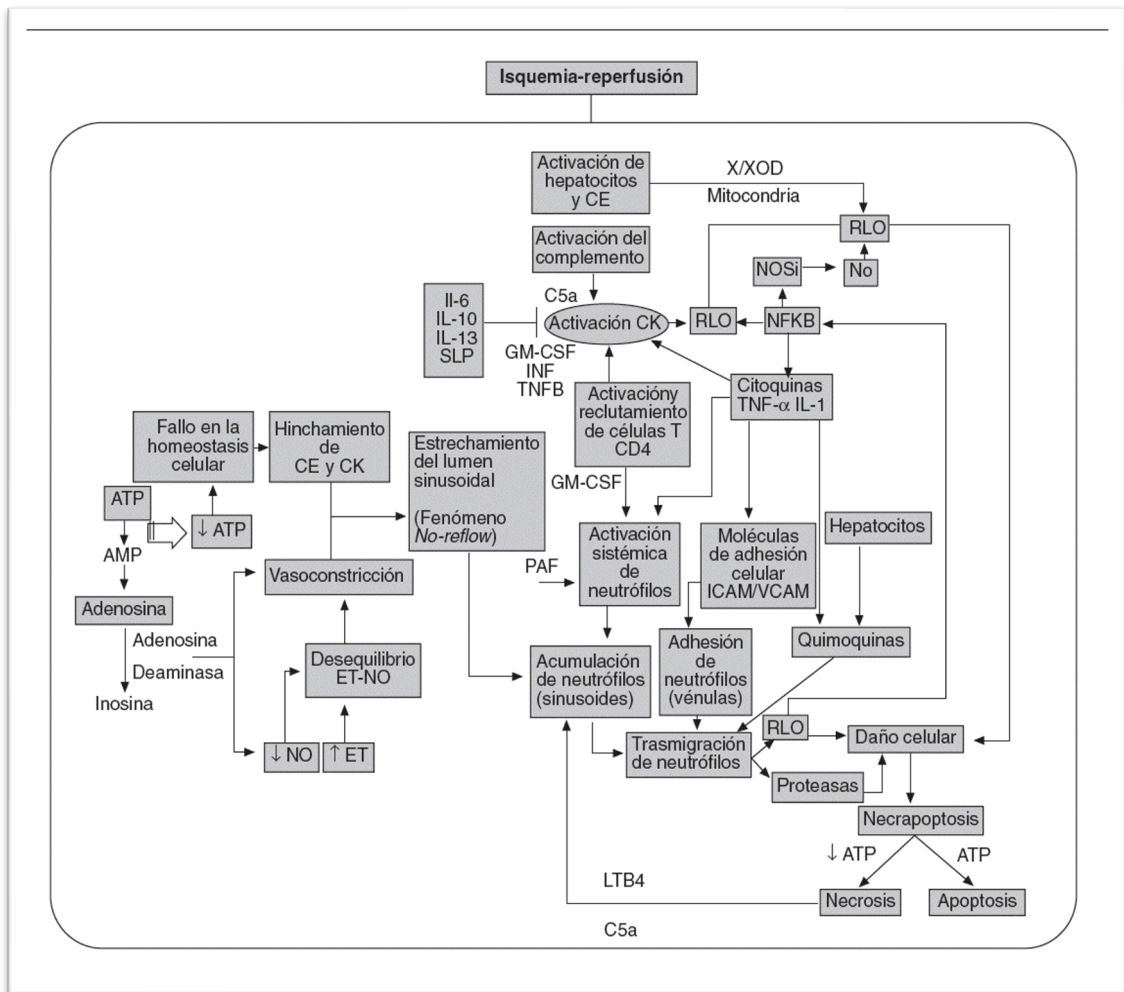 Isquemia-reperfusión
Activación de
hepatocitos
y CE
X/XOD
Mitocondria
RLO
Activación del
complemento
NOSi
No
C5a
Il-6
IL-10
IL-13
SLP
Activación CK
RLO
NFKB
GM-CSF
INF
TNFB
Citoquinas
TNF-α IL-1
Activacióny
reclutamiento
de células T
CD4
Fallo en la
homeostasis
celular
Hinchamiento
de
CE y CK
Estrechamiento
del lumen
sinusoidal
(Fenómeno
No-reflow)
GM-CSF
ATP
↓ ATP
AMP
Activación
sistémica
de
neutrófilos
Moléculas
de adhesión
celular
ICAM/VCAM
Hepatocitos
PAF
Vasoconstricción
Adenosina
Adenosina
Deaminasa
Inosina
Desequilibrio
ET-NO
Acumulación de
neutrófilos
(sinusoides)
Adhesión
de
neutrófilos
(vénulas)
Quimoquinas
↓ NO
↑ ET
Trasmigración
de neutrófilos
RLO
Daño celular
Proteasas
Necrapoptosis
↓ ATP
ATP
LTB4
Necrosis
Apoptosis
C5a